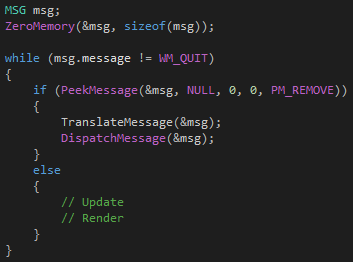 MSG msg;
ZeroMemory(&msg, sizeof(msg));

while (msg.message != WM_QUIT)
{
    if (PeekMessage(&msg, NULL, 0, 0, PM_REMOVE))
    {
        TranslateMessage(&msg);
        DispatchMessage(&msg);
    }
    else
    {
        // Update
        // Render
    }
}